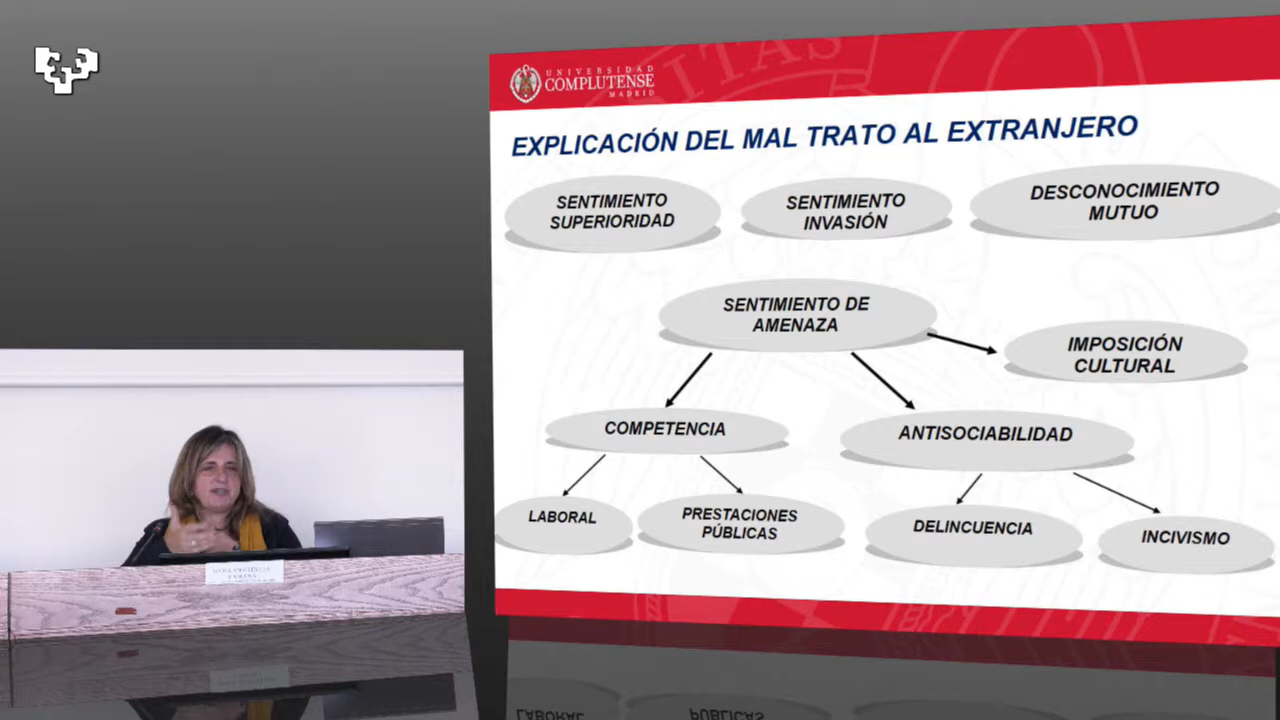 UNIVERSIDAD
COMPLUTENSE
MADRID
EXPLICACIÓN DEL MAL TRATO AL EXTRANJERO
SENTIMIENTO
SUPERIORIDAD
SENTIMIENTO
INVASIÓN
DESCONOCIMIENTO
MUTUO
SENTIMIENTO DE
AMENAZA
IMPOSICIÓN
CULTURAL
COMPETENCIA
ANTISOCIABILIDAD
LABORAL
PRESTACIONES
PÚBLICAS
DELINCUENCIA
INCIVISMO